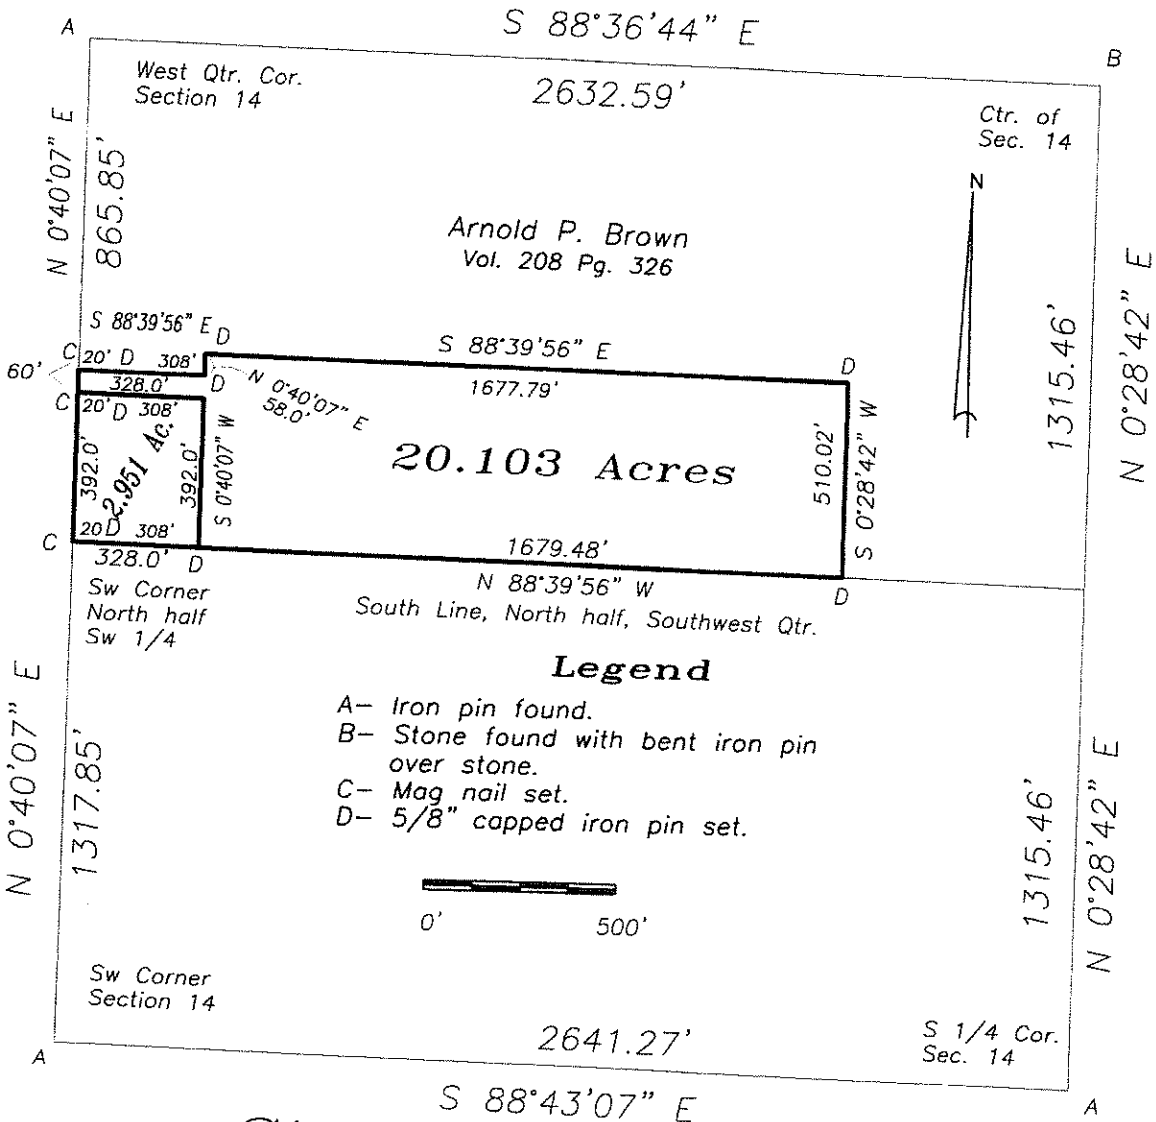 S 88°36'44" E
A
B
West Qtr. Cor.
Section 14
2632.59'
Ctr. of
Sec. 14
N 0°40'07" E
865.85'
N
Arnold P. Brown
Vol. 208 Pg. 326
1315.46'
N 0°28'42" E
S 88°39'56" E
D
C
20' D 308'
60'
328.0'
D
N 0°40'07" E
58.0'
S 88°39'56" E
1677.79'
D
C
20' D 308'
392.0'
2.951 Ac.
392.0'
S 0°40'07" W
20.103 Acres
510.02'
S 0°28'42" W
C
20 D 308'
328.0'
D
1679.48'
N 88°39'56" W
D
Sw Corner
North half
Sw 1/4
South Line, North half, Southwest Qtr.
Legend
A- Iron pin found.
B- Stone found with bent iron pin
over stone.
C- Mag nail set.
D- 5/8" capped iron pin set.
N 0°40'07" E
1317.85'
1315.46'
N 0°28'42" E
0' 500'
Sw Corner
Section 14
2641.27'
S 1/4 Cor.
Sec. 14
A
S 88°43'07" E
A